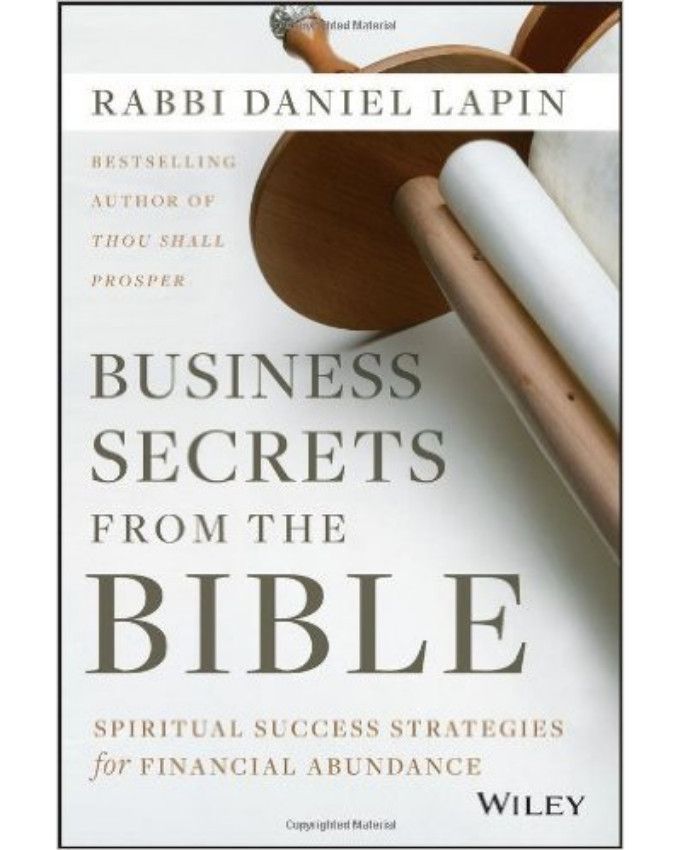 Copyrighted Material
RABBI DANIEL LAPIN
BESTSELLING
AUTHOR OF
THOU SHALL
PROSPER
BUSINESS
SECRETS
FROM THE
BIBLE
SPIRITUAL SUCCESS STRATEGIES
for FINANCIAL ABUNDANCE
WILEY
Copyrighted Material